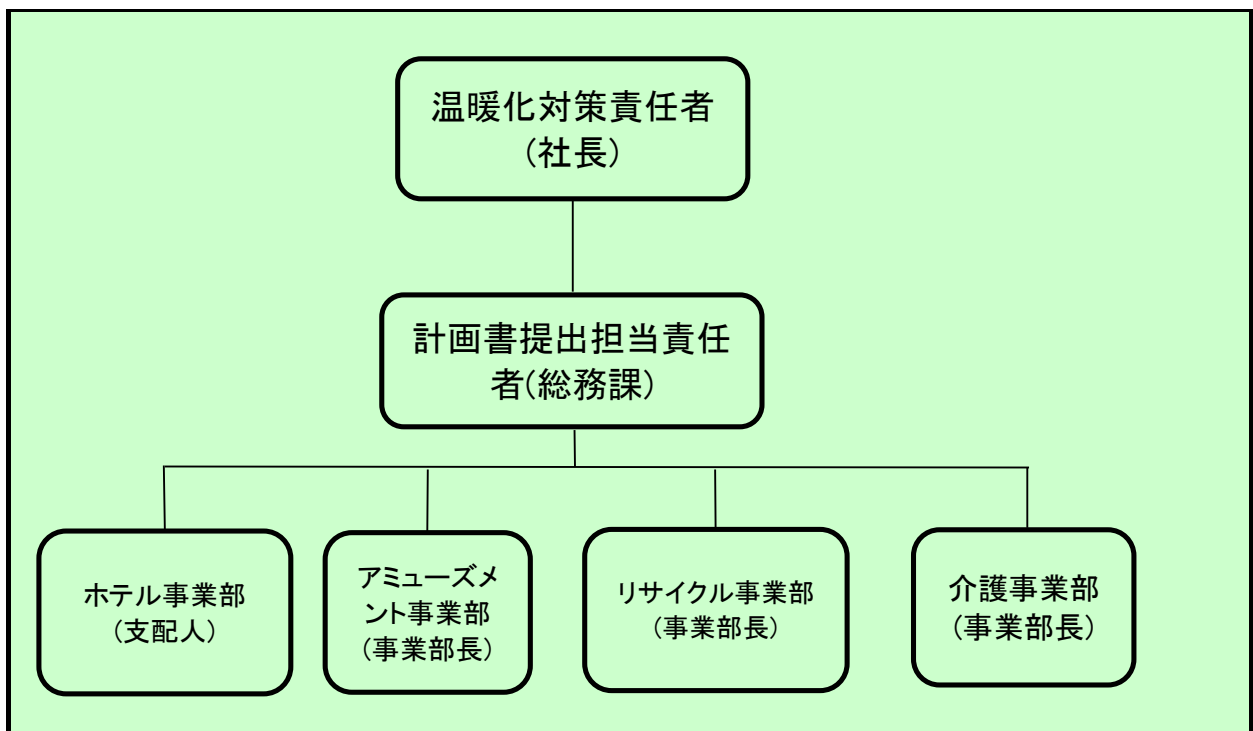 温暖化対策責任者
(社長)
計画書提出担当責任
者(総務課)
ホテル事業部
(支配人)
アミューズメ
ント事業部
(事業部長)
リサイクル事業部
(事業部長)
介護事業部
(事業部長)